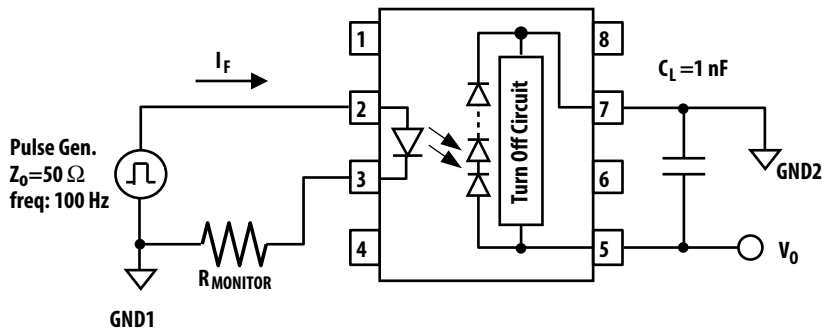 1
8
I_F
C_L=1 nF
2
7
Pulse Gen.
Z_0=50 Ω
freq: 100 Hz
Turn Off Circuit
3
6
GND2
4
5
V_0
R_MONITOR
GND1